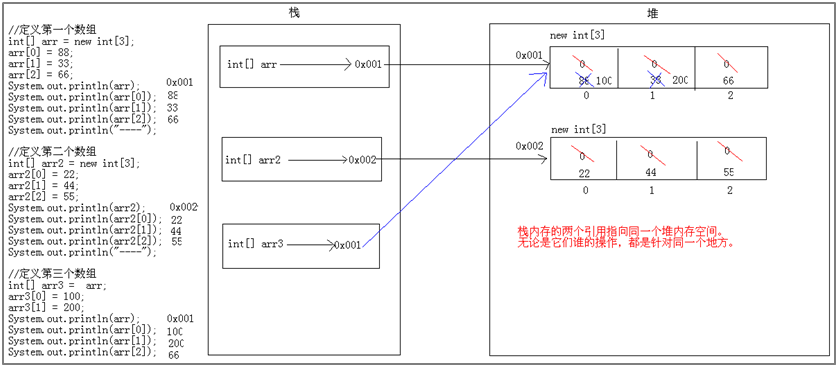 //定义第一个数组
int[] arr = new int[3];
arr[0] = 88;
arr[1] = 33;
arr[2] = 66;
System.out.println(arr); 0x001
System.out.println(arr[0]); 88
System.out.println(arr[1]); 33
System.out.println(arr[2]); 66
System.out.println("----");
//定义第二个数组
int[] arr2 = new int[3];
arr2[0] = 22;
arr2[1] = 44;
arr2[2] = 55;
System.out.println(arr2); 0x002
System.out.println(arr2[0]); 22
System.out.println(arr2[1]); 44
System.out.println(arr2[2]); 55
System.out.println("----");
//定义第三个数组
int[] arr3 = arr;
arr3[0] = 100;
arr3[1] = 200;
System.out.println(arr); 0x001
System.out.println(arr[0]); 100
System.out.println(arr[1]); 200
System.out.println(arr[2]); 66
栈
int[] arr 0x001
int[] arr2 0x002
int[] arr3 0x001
堆
new int[3]
0x001
0 0 0
88 100 33 200 66
0 1 2
new int[3]
0x002
0 0 0
22 44 55
0 1 2
栈内存的两个引用指向同一个堆内存空间。
无论是它们谁的操作，都是针对同一个地方。